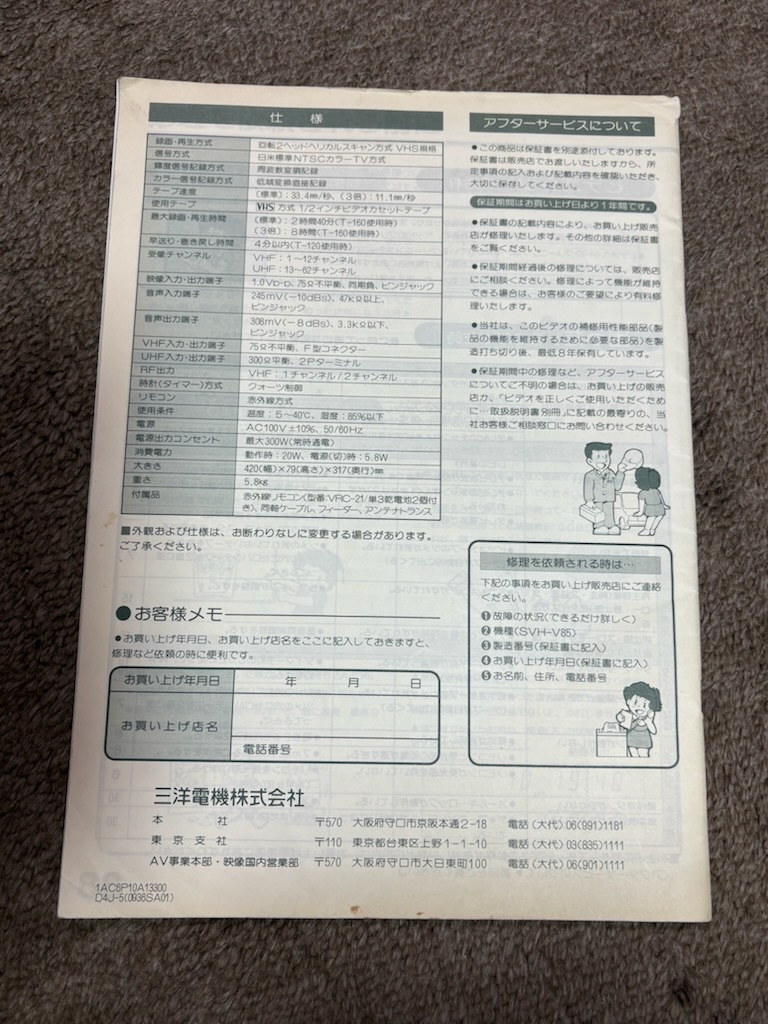 仕様
録画・再生方式 回転2ヘッドヘリカルスキャン方式 VHS規格
信号方式 日米標準NTSCカラーTV方式
輝度信号記録方式 周波数変調記録
カラー信号記録方式 低域変換直接記録
テープ速度 (標準):33.4㎜/秒、(3倍):11.1㎜/秒
使用テープ VHS 方式 1/2インチビデオカセットテープ
最大録画・再生時間 (標準):2時間40分(T-160使用時)
(3倍):8時間(T-160使用時)
早送り・巻き戻し時間 4分以内(T-120使用時)
受像チャンネル VHF:1〜12チャンネル
UHF:13〜62チャンネル
映像入力・出力端子 1.0Vp-p、75Ω不平衡、同期負、ピンジャック
音声入力端子 245mV(−10dBs)、47kΩ以上、
ピンジャック
音声出力端子 308mV(−8dBs)、3.3kΩ以下、
ピンジャック
VHF入力・出力端子 75Ω不平衡、F型コネクター
UHF入力・出力端子 300Ω平衡、2Pターミナル
RF出力 VHF:1チャンネル/2チャンネル
時計(タイマー)方式 クォーツ制御
リモコン 赤外線方式
使用条件 温度:5〜40℃、湿度:85%以下
電源 AC100V±10%、50/60Hz
電源出力コンセント 最大300W(常時通電)
消費電力 動作時:20W、電源(切)時:5.8W
大きさ 420(幅)×79(高さ)×317(奥行)㎜
重さ 5.8㎏
付属品 赤外線リモコン(型番:VRC-21/単3乾電池2個付
き)、同軸ケーブル、フィーダー、アンテナトランス
■外観および仕様は、お断わりなしに変更する場合があります。
ご了承ください。
●お客様メモ
●お買い上げ年月日、お買い上げ店名をここに記入しておきますと、
修理など依頼の時に便利です。
お買い上げ年月日 年 月 日
お買い上げ店名
電話番号
アフターサービスについて
●この商品は保証書を別途添付しております。
保証書は販売店でお渡しいたしますから、所
定事項の記入および記載内容を確認いただき、
大切に保存してください。
保証期間はお買い上げ日より1年間です。
●保証書の記載内容により、お買い上げ販売
店が修理いたします。その他の詳細は保証書
をご覧ください。
●保証期間経過後の修理については、販売店
にご相談ください。修理によって機能が維持
できる場合は、お客様のご要望により有料修
理いたします。
●当社は、このビデオの補修用性能部品(製
品の機能を維持するために必要な部品)を製
造打ち切り後、最低8年保有しています。
●保証期間中の修理など、アフターサービス
についてご不明の場合は、お買い上げの販売
店か、「ビデオを正しくご使用いただくため
に…取扱説明書別冊」に記載の最寄りの、当
社お客様ご相談窓口にお問い合わせください。
修理を依頼される時は…
下記の事項をお買い上げ販売店にご連絡
ください。
❶故障の状況(できるだけ詳しく)
❷機種(SVH-V85)
❸製造番号(保証書に記入)
❹お買い上げ年月日(保証書に記入)
❺お名前、住所、電話番号
三洋電機株式会社
本社 〒570 大阪府守口市京阪本通2-18 電話(大代)06(991)1181
東京支社 〒110 東京都台東区上野1-1-10 電話(大代)03(835)1111
AV事業本部・映像国内営業部 〒570 大阪府守口市大日東町100 電話(大代)06(901)1111
1AC6P10A13300
D4J-5(0936SA01)